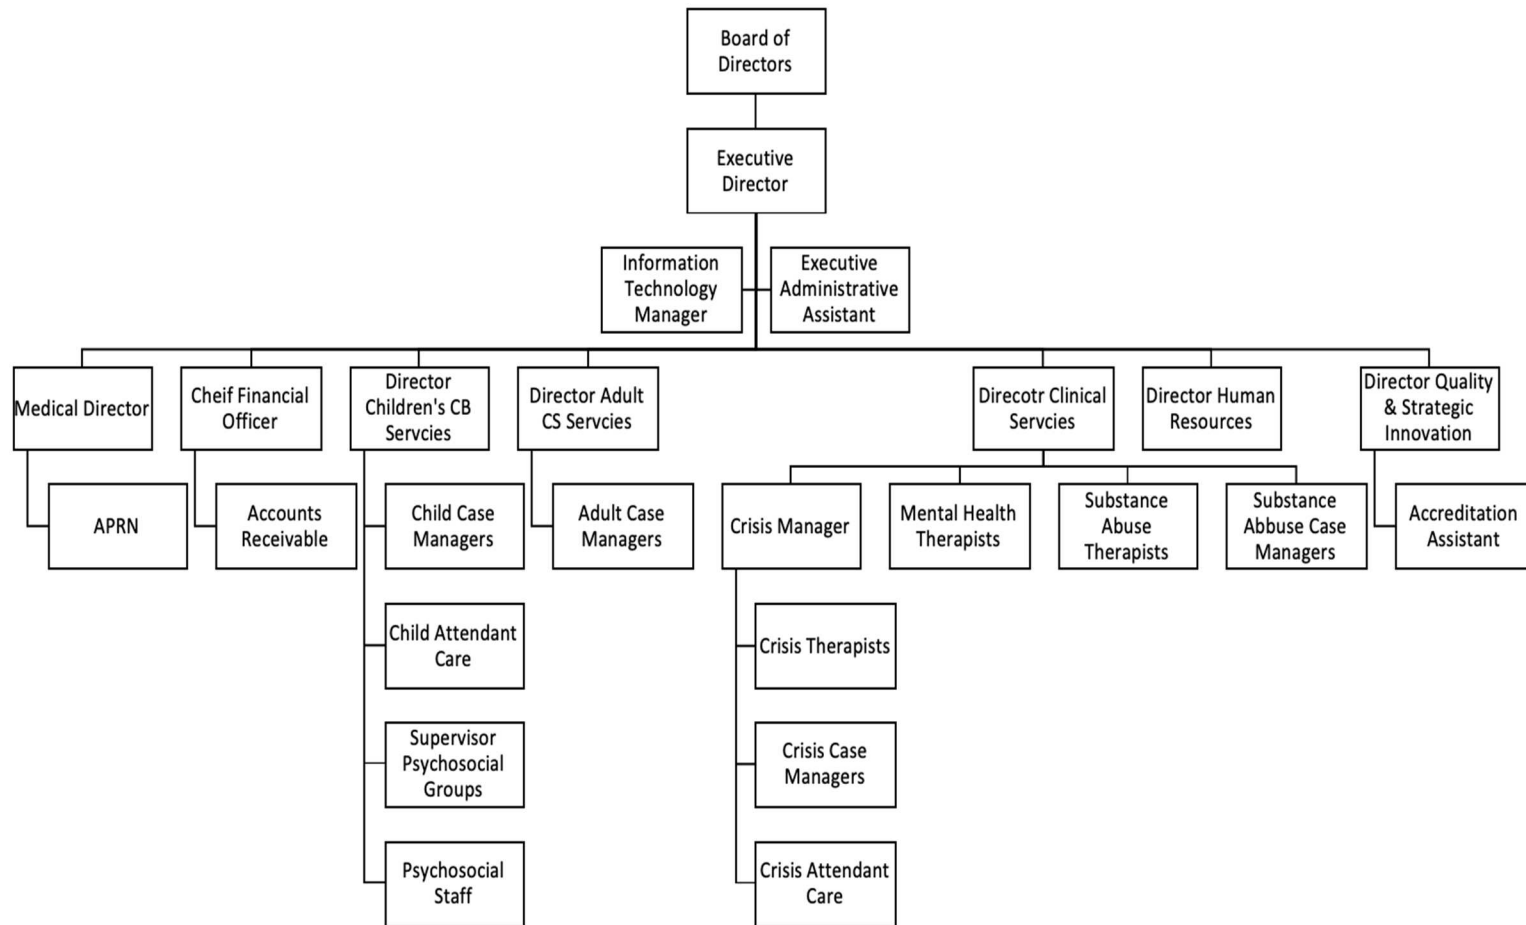 Board of
Directors
Executive
Director
Information
Technology
Manager
Executive
Administrative
Assistant
Medical Director
Cheif Financial
Officer
Director
Children's CB
Servcies
Director Adult
CS Servcies
Direcotr Clinical
Servcies
Director Human
Resources
Director Quality
& Strategic
Innovation
APRN
Accounts
Receivable
Child Case
Managers
Adult Case
Managers
Crisis Manager
Mental Health
Therapists
Substance
Abuse
Therapists
Substance
Abbuse Case
Managers
Accreditation
Assistant
Child Attendant
Care
Crisis Therapists
Supervisor
Psychosocial
Groups
Crisis Case
Managers
Psychosocial
Staff
Crisis Attendant
Care